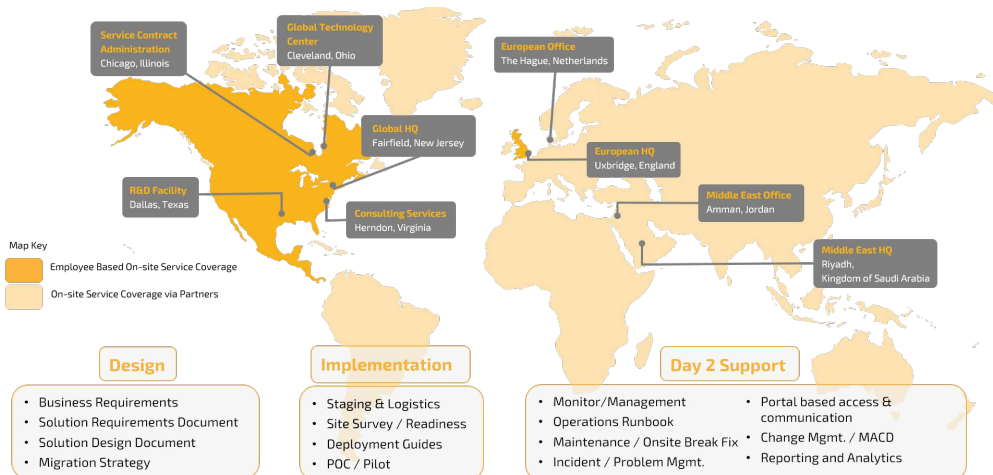 Service Contract
Administration
Chicago, Illinois
Global Technology
Center
Cleveland, Ohio
European Office
The Hague, Netherlands
Global HQ
Fairfield, New Jersey
European HQ
Uxbridge, England
R&D Facility
Dallas, Texas
Middle East Office
Amman, Jordan
Consulting Services
Herndon, Virginia
Middle East HQ
Riyadh,
Kingdom of Saudi Arabia
Map Key
Employee Based On-site Service Coverage
On-site Service Coverage via Partners
Design
• Business Requirements
• Solution Requirements Document
• Solution Design Document
• Migration Strategy
Implementation
• Staging & Logistics
• Site Survey / Readiness
• Deployment Guides
• POC / Pilot
Day 2 Support
• Monitor/Management
• Operations Runbook
• Maintenance / Onsite Break Fix
• Incident / Problem Mgmt.
• Portal based access &
communication
• Change Mgmt. / MACD
• Reporting and Analytics